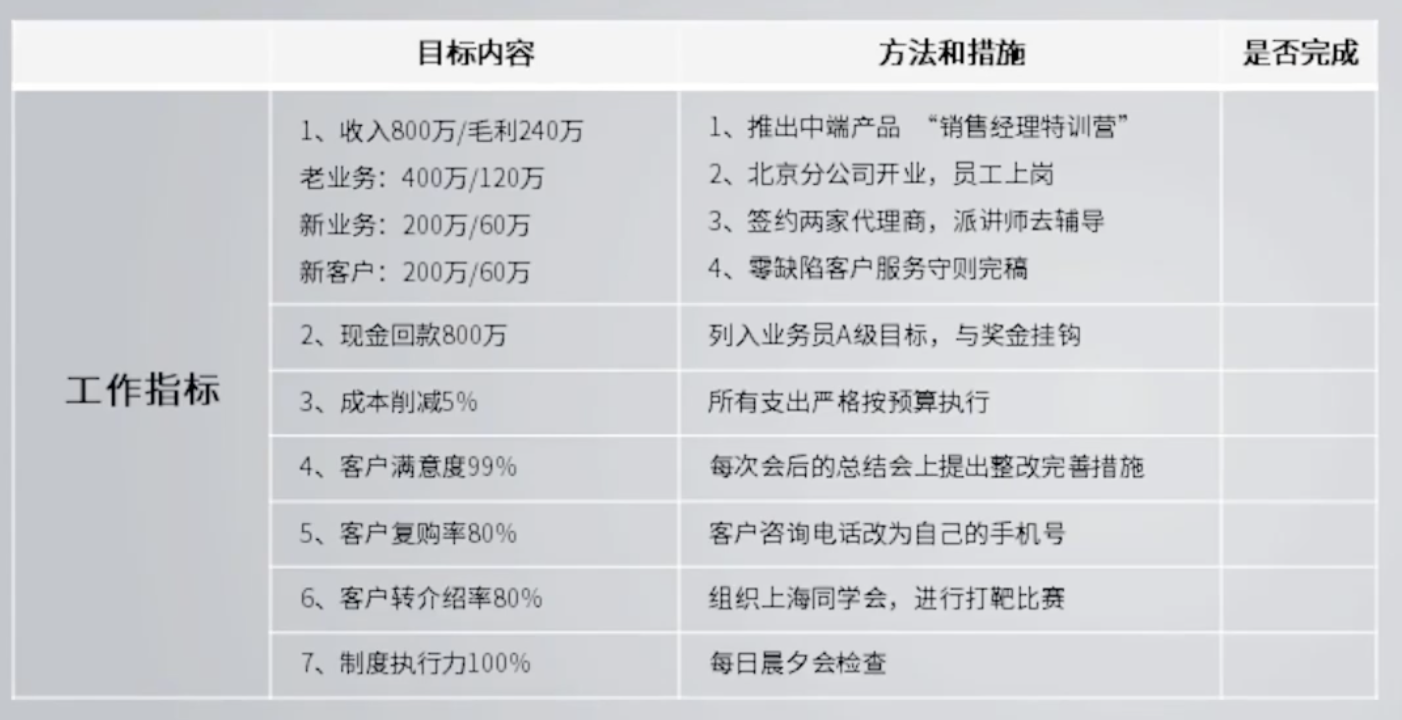 目标内容
方法和措施
是否完成
工作指标
1、收入800万/毛利240万
老业务：400万/120万
新业务：200万/60万
新客户：200万/60万
1、推出中端产品 “销售经理特训营”
2、北京分公司开业，员工上岗
3、签约两家代理商，派讲师去辅导
4、零缺陷客户服务守则完稿
2、现金回款800万
列入业务员A级目标，与奖金挂钩
3、成本削减5%
所有支出严格按预算执行
4、客户满意度99%
每次会后的总结会上提出整改完善措施
5、客户复购率80%
客户咨询电话改为自己的手机号
6、客户转介绍率80%
组织上海同学会，进行打靶比赛
7、制度执行力100%
每日晨夕会检查